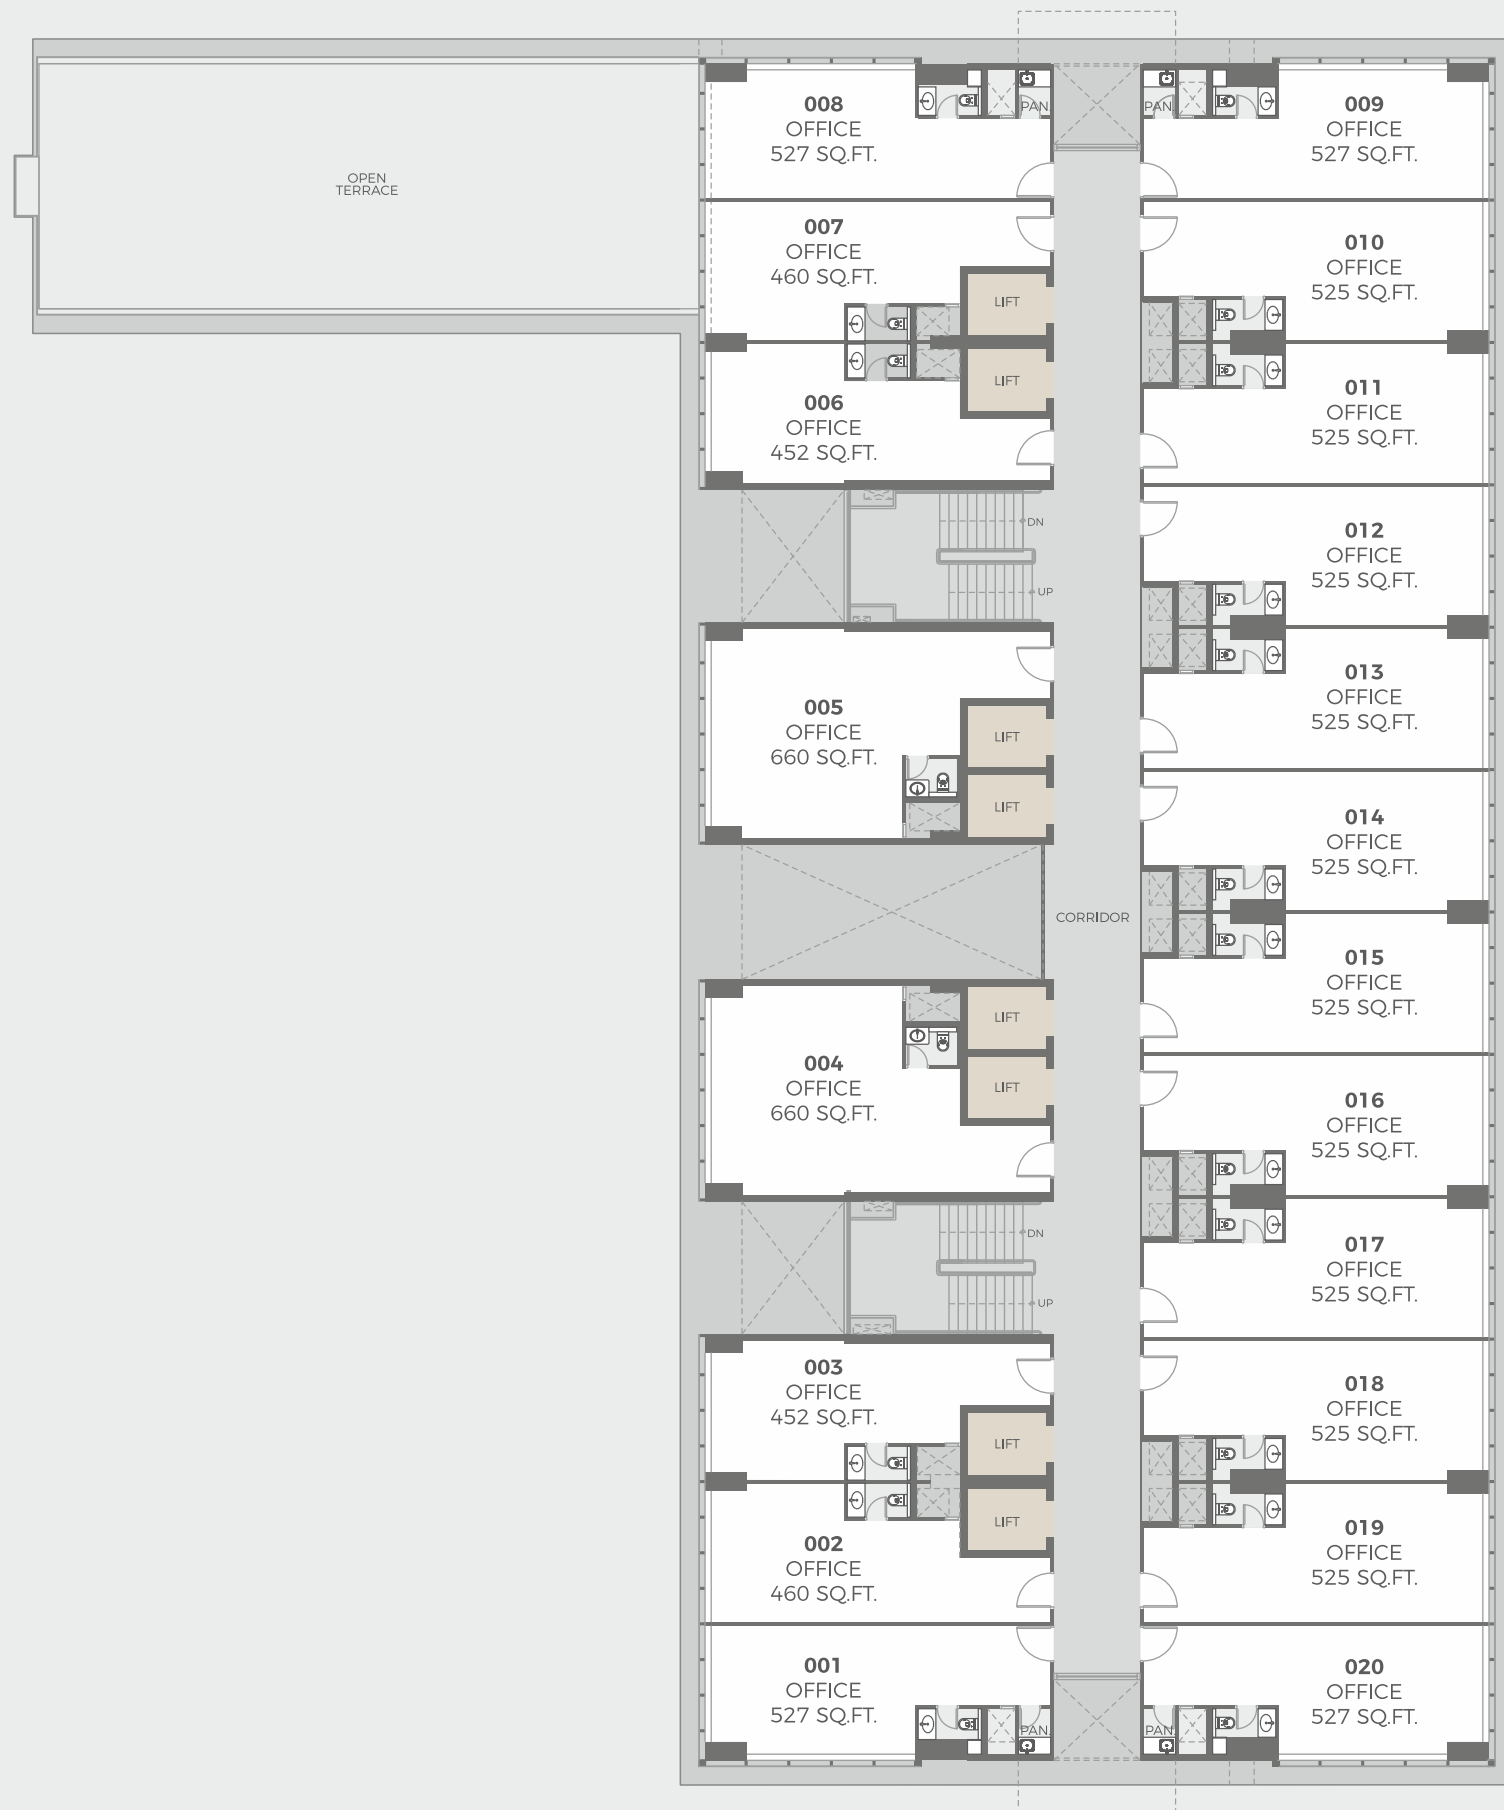 008
OFFICE
527 SQ.FT.
PAN.
PAN.
009
OFFICE
527 SQ.FT.
OPEN
TERRACE
007
OFFICE
460 SQ.FT.
LIFT
010
OFFICE
525 SQ.FT.
LIFT
006
OFFICE
452 SQ.FT.
011
OFFICE
525 SQ.FT.
DN
UP
012
OFFICE
525 SQ.FT.
005
OFFICE
660 SQ.FT.
LIFT
LIFT
013
OFFICE
525 SQ.FT.
014
OFFICE
525 SQ.FT.
CORRIDOR
015
OFFICE
525 SQ.FT.
LIFT
LIFT
004
OFFICE
660 SQ.FT.
016
OFFICE
525 SQ.FT.
DN
UP
017
OFFICE
525 SQ.FT.
003
OFFICE
452 SQ.FT.
LIFT
018
OFFICE
525 SQ.FT.
LIFT
002
OFFICE
460 SQ.FT.
019
OFFICE
525 SQ.FT.
001
OFFICE
527 SQ.FT.
PAN.
PAN.
020
OFFICE
527 SQ.FT.